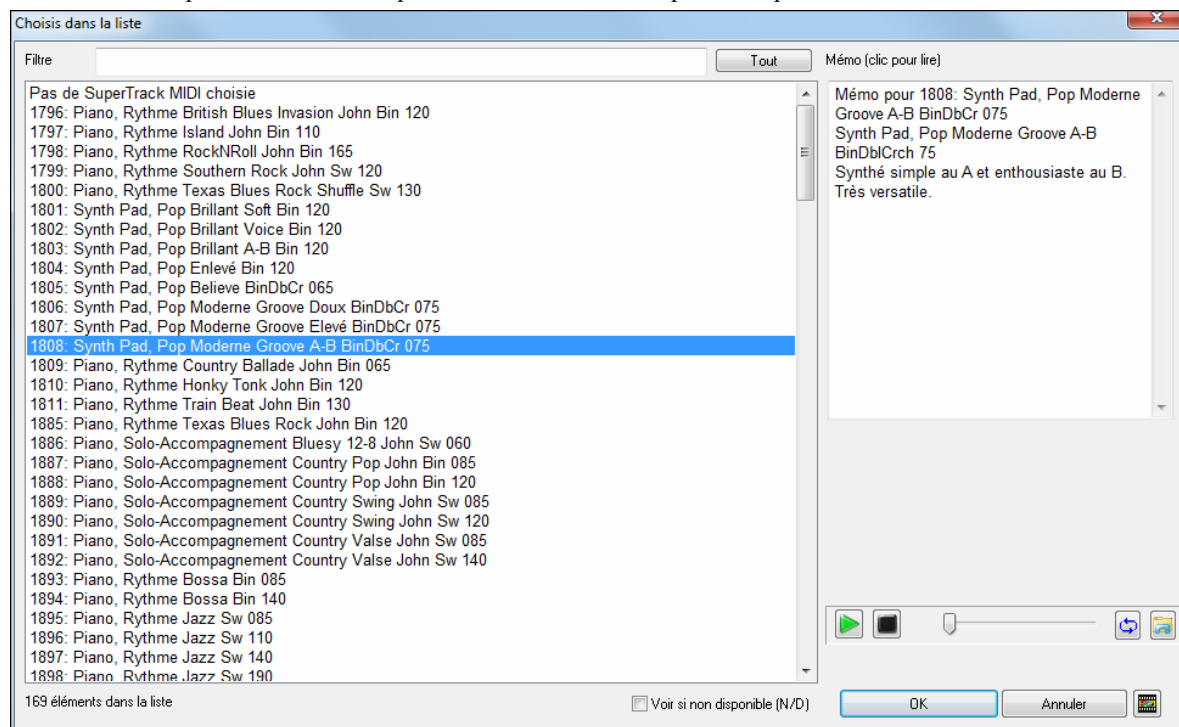 Choisis dans la liste
Filtre
Tout
Mémo (clic pour lire)
Pas de SuperTrack MIDI choisie
1796: Piano, Rythme British Blues Invasion John Bin 120
1797: Piano, Rythme Island John Bin 110
1798: Piano, Rythme RockNRoll John Bin 165
1799: Piano, Rythme Southern Rock John Sw 120
1800: Piano, Rythme Texas Blues Rock Shuffle Sw 130
1801: Synth Pad, Pop Brillant Soft Bin 120
1802: Synth Pad, Pop Brillant Voice Bin 120
1803: Synth Pad, Pop Brillant A-B Bin 120
1804: Synth Pad, Pop Enlevé Bin 120
1805: Synth Pad, Pop Believe BinDbCr 065
1806: Synth Pad, Pop Moderne Groove Doux BinDbCr 075
1807: Synth Pad, Pop Moderne Groove Elevé BinDbCr 075
1808: Synth Pad, Pop Moderne Groove A-B BinDbCr 075
1809: Piano, Rythme Country Ballade John Bin 065
1810: Piano, Rythme Honky Tonk John Bin 120
1811: Piano, Rythme Train Beat John Bin 130
1885: Piano, Rythme Texas Blues Rock John Bin 120
1886: Piano, Solo-Accompagnement Bluesy 12-8 John Sw 060
1887: Piano, Solo-Accompagnement Country Pop John Bin 085
1888: Piano, Solo-Accompagnement Country Pop John Bin 120
1889: Piano, Solo-Accompagnement Country Swing John Sw 085
1890: Piano, Solo-Accompagnement Country Swing John Sw 120
1891: Piano, Solo-Accompagnement Country Valse John Sw 085
1892: Piano, Solo-Accompagnement Country Valse John Sw 140
1893: Piano, Rythme Bossa Bin 085
1894: Piano, Rythme Bossa Bin 140
1895: Piano, Rythme Jazz Sw 085
1896: Piano, Rythme Jazz Sw 110
1897: Piano, Rythme Jazz Sw 140
1898: Piano, Rythme Jazz Sw 190
Mémo pour 1808: Synth Pad, Pop Moderne
Groove A-B BinDbCr 075
Synth Pad, Pop Moderne Groove A-B
BinDblCrch 75
Synthé simple au A et enthousiaste au B.
Très versatile.
169 éléments dans la liste
Voir si non disponible (N/D)
OK
Annuler